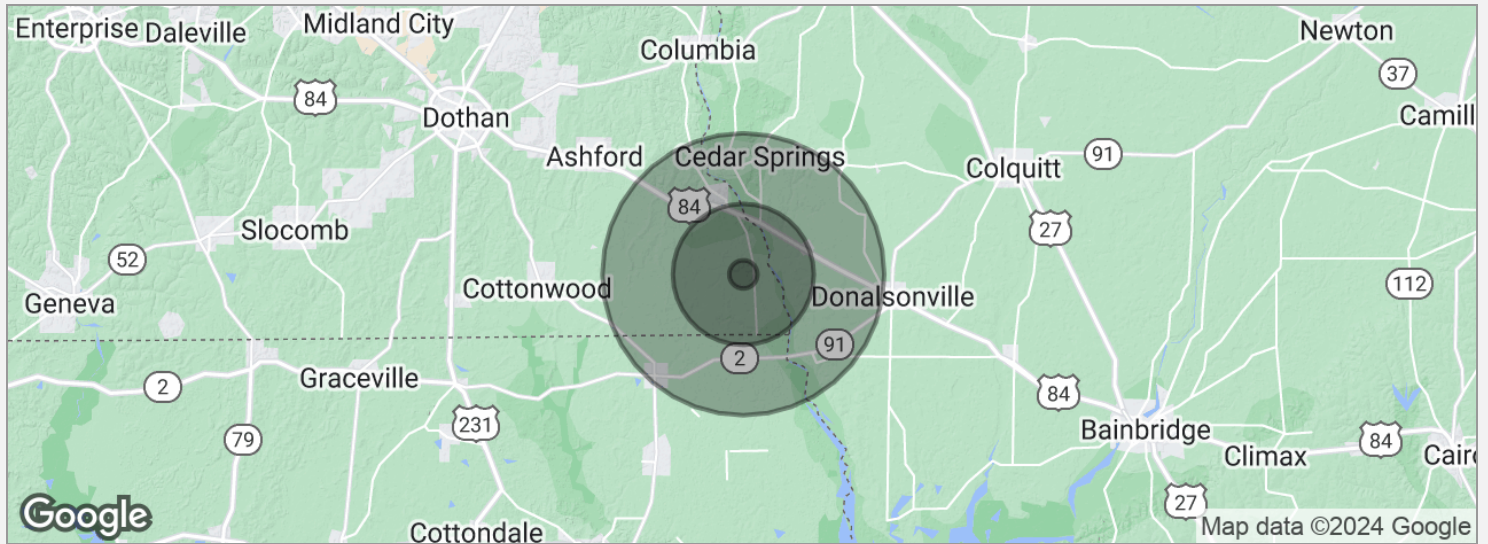 Enterprise
Daleville
Midland City
Columbia
Newton
37
84
Dothan
Camill
Ashford
Cedar Springs
Colquitt
91
84
27
Slocomb
52
Geneva
Cottonwood
Donalsonville
112
2
91
2
Graceville
84
231
79
Bainbridge
84
Climax
Cairo
27
Cottondale
Google
Map data ©2024 Google